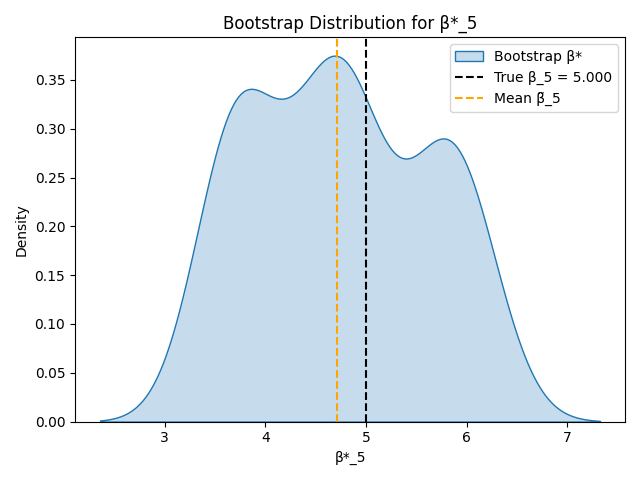 Bootstrap Distribution for β*_5
Bootstrap β*
True β_5 = 5.000
Mean β̂_5
Density
0.35
0.30
0.25
0.20
0.15
0.10
0.05
0.00
3 4 5 6 7
β*_5